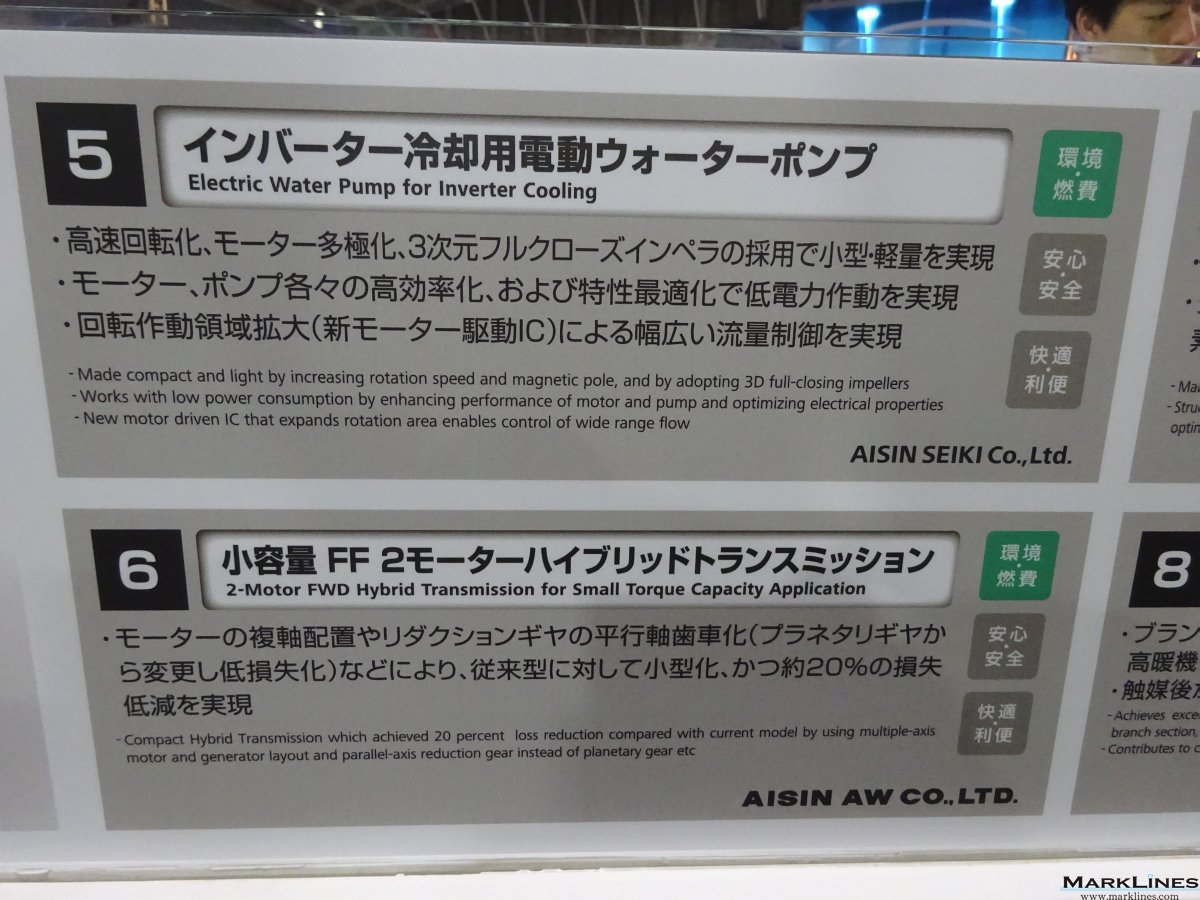 5
インバーター冷却用電動ウォーターポンプ
Electric Water Pump for Inverter Cooling
環境・
燃費
・高速回転化、モーター多極化、3次元フルクローズインペラの採用で小型・軽量を実現
・モーター、ポンプ各々の高効率化、および特性最適化で低電力作動を実現
・回転作動領域拡大(新モーター駆動IC)による幅広い流量制御を実現
安心・
安全
快適・
利便
- Made compact and light by increasing rotation speed and magnetic pole, and by adopting 3D full-closing impellers
- Works with low power consumption by enhancing performance of motor and pump and optimizing electrical properties
- New motor driven IC that expands rotation area enables control of wide range flow
AISIN SEIKI Co.,Ltd.
6
小容量 FF 2モーターハイブリッドトランスミッション
2-Motor FWD Hybrid Transmission for Small Torque Capacity Application
環境・
燃費
・モーターの複軸配置やリダクションギヤの平行軸歯車化(プラネタリギヤか
ら変更し低損失化)などにより、従来型に対して小型化、かつ約20%の損失
低減を実現
安心・
安全
快適・
利便
- Compact Hybrid Transmission which achieved 20 percent loss reduction compared with current model by using multiple-axis
motor and generator layout and parallel-axis reduction gear instead of planetary gear etc
AISIN AW CO.,LTD.
8
・ブラン
高暖機
・触媒後
- Achieves
branch section,
- Contributes to
MARKLINES
www.marklines.com